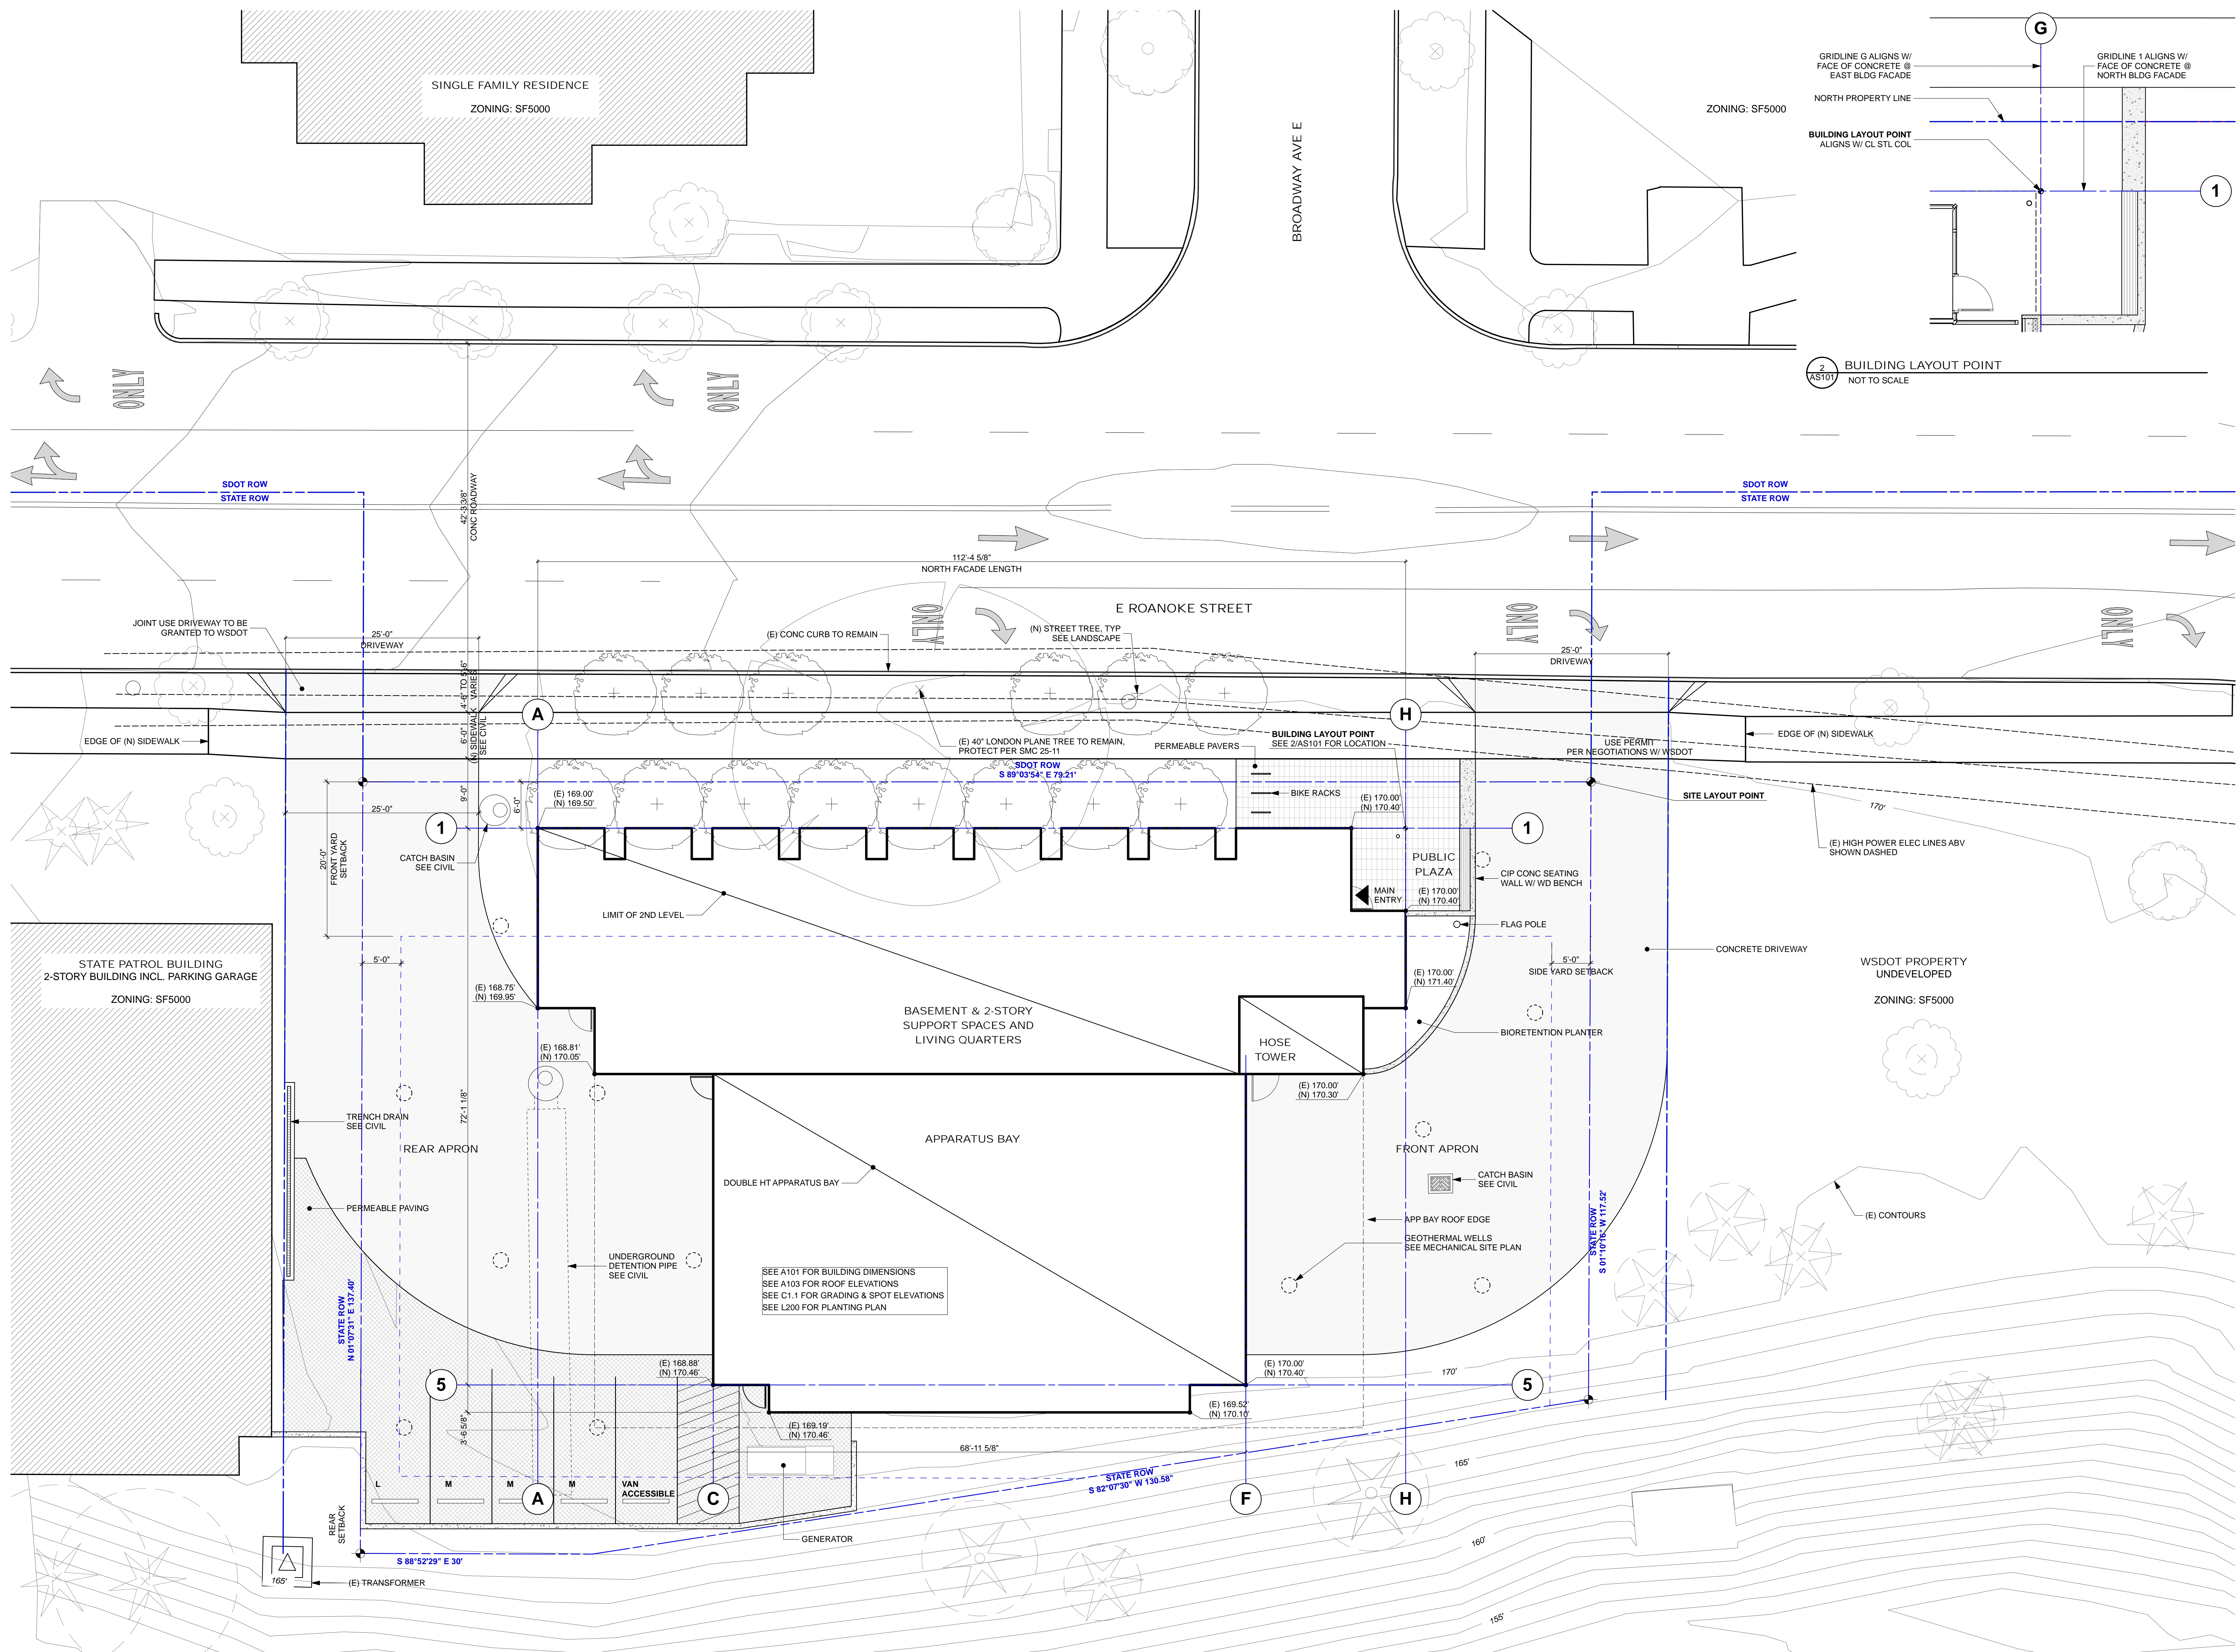 SINGLE FAMILY RESIDENCE
ZONING: SF5000
BROADWAY AVE E
ZONING: SF5000
G
GRIDLINE G ALIGNS W/
FACE OF CONCRETE @
EAST BLDG FACADE
GRIDLINE 1 ALIGNS W/
FACE OF CONCRETE @
NORTH BLDG FACADE
NORTH PROPERTY LINE
BUILDING LAYOUT POINT
ALIGNS W/ CL STL COL
1
2
AS101
BUILDING LAYOUT POINT
NOT TO SCALE
ONLY
ONLY
SDOT ROW
STATE ROW
42'-3 3/8"
CONC ROADWAY
SDOT ROW
STATE ROW
112'-4 5/8"
NORTH FACADE LENGTH
E ROANOKE STREET
ONLY
ONLY
ONLY
JOINT USE DRIVEWAY TO BE
GRANTED TO WSDOT
25'-0"
DRIVEWAY
(E) CONC CURB TO REMAIN
(N) STREET TREE, TYP
SEE LANDSCAPE
25'-0"
DRIVEWAY
4'-6" TO 5'-6"
VARIES
6'-0"
(N) SIDEWALK
SEE CIVIL
A
H
EDGE OF (N) SIDEWALK
(E) 40" LONDON PLANE TREE TO REMAIN,
PROTECT PER SMC 25-11
BUILDING LAYOUT POINT
SEE 2/AS101 FOR LOCATION
PERMEABLE PAVERS
USE PERMIT
PER NEGOTIATIONS W/ WSDOT
EDGE OF (N) SIDEWALK
SDOT ROW
S 89°03'54" E 79.21'
9'-0"
6'-0"
25'-0"
(E) 169.00'
(N) 169.50'
BIKE RACKS
(E) 170.00'
(N) 170.40'
SITE LAYOUT POINT
170'
1
1
20'-0"
FRONT YARD
SETBACK
CATCH BASIN
SEE CIVIL
(E) HIGH POWER ELEC LINES ABV
SHOWN DASHED
PUBLIC
PLAZA
CIP CONC SEATING
WALL W/ WD BENCH
MAIN
ENTRY
(E) 170.00'
(N) 170.40'
LIMIT OF 2ND LEVEL
FLAG POLE
CONCRETE DRIVEWAY
STATE PATROL BUILDING
2-STORY BUILDING INCL. PARKING GARAGE
ZONING: SF5000
5'-0"
5'-0"
SIDE YARD SETBACK
WSDOT PROPERTY
UNDEVELOPED
ZONING: SF5000
(E) 168.75'
(N) 169.95'
(E) 170.00'
(N) 171.40'
BASEMENT & 2-STORY
SUPPORT SPACES AND
LIVING QUARTERS
BIORETENTION PLANTER
HOSE
TOWER
(E) 168.81'
(N) 170.05'
(E) 170.00'
(N) 170.30'
72'-1 1/8"
TRENCH DRAIN
SEE CIVIL
REAR APRON
APPARATUS BAY
FRONT APRON
DOUBLE HT APPARATUS BAY
CATCH BASIN
SEE CIVIL
PERMEABLE PAVING
APP BAY ROOF EDGE
(E) CONTOURS
GEOTHERMAL WELLS
SEE MECHANICAL SITE PLAN
STATE ROW
S 01°10'16" W 117.52'
UNDERGROUND
DETENTION PIPE
SEE CIVIL
SEE A101 FOR BUILDING DIMENSIONS
SEE A103 FOR ROOF ELEVATIONS
SEE C1.1 FOR GRADING & SPOT ELEVATIONS
SEE L200 FOR PLANTING PLAN
STATE ROW
N 01°07'31" E 137.40'
(E) 168.88'
(N) 170.46'
(E) 170.00'
(N) 170.40'
170'
5
5
(E) 169.52'
(N) 170.10'
3'-6 5/8"
(E) 169.19'
(N) 170.46'
68'-11 5/8"
165'
STATE ROW
S 82°07'30" W 130.58'
L
M
M
M
VAN
ACCESSIBLE
A
C
F
H
REAR
SETBACK
GENERATOR
160'
S 88°52'29" E 30'
165'
(E) TRANSFORMER
155'